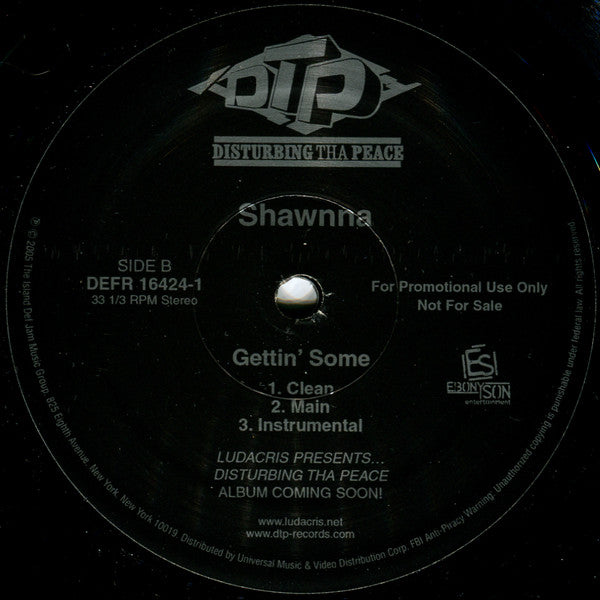 DTP
DISTURBING THA PEACE
Shawnna
SIDE B
DEFR 16424-1
33 1/3 RPM Stereo
For Promotional Use Only
Not For Sale
Gettin' Some
1. Clean
2. Main
3. Instrumental
ES
EBONYSON
entertainment
LUDACRIS PRESENTS...
DISTURBING THA PEACE
ALBUM COMING SOON!
www.ludacris.net
www.dtp-records.com
℗ © 2005 The Island Def Jam Music Group, 825 Eighth Avenue, New York, New York 10019. Distributed by Universal Music & Video Distribution Corp. FBI Anti-Piracy Warning: Unauthorized copying is punishable under federal law. All rights reserved.